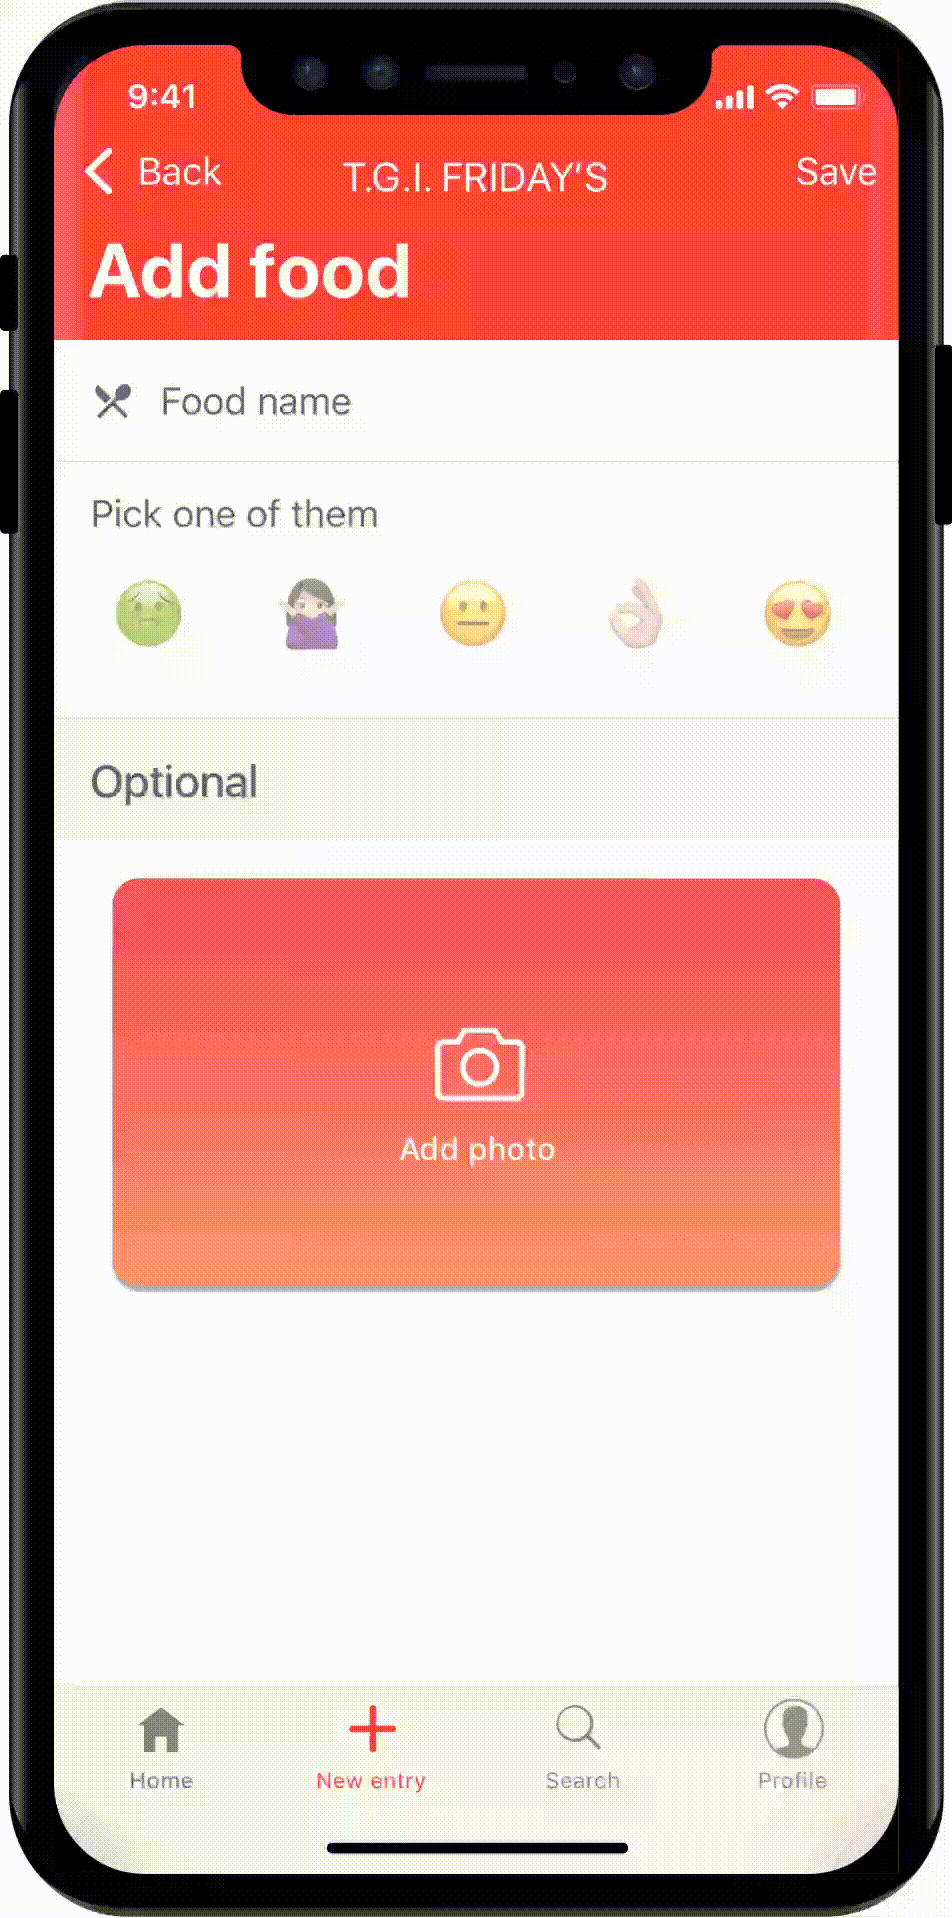 9:41
Back T.G.I. FRIDAY'S Save
Add food
Food name
Pick one of them
Optional
Add photo
Home New entry Search Profile